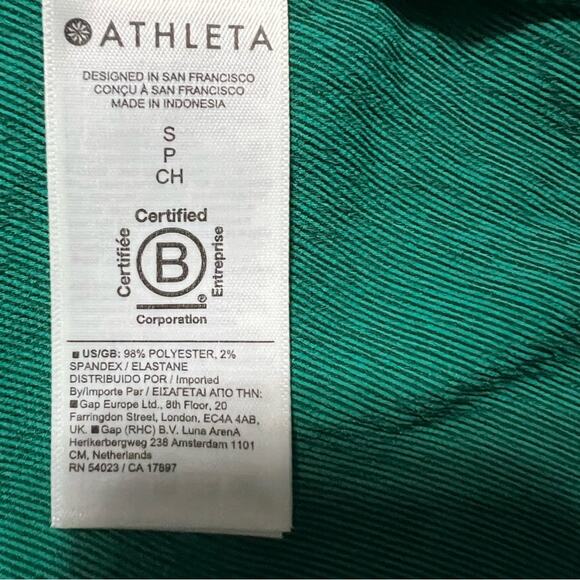 ATHLETA
DESIGNED IN SAN FRANCISCO
CONÇU À SAN FRANCISCO
MADE IN INDONESIA
S
P
CH
Certified
Certifiée
B
Entreprise
®
Corporation
US/GB: 98% POLYESTER, 2%
SPANDEX / ELASTANE
DISTRIBUIDO POR / Imported
By/Importe Par / ΕΙΣΑΓΕΤΑΙ ΑΠΟ ΤΗΝ:
Gap Europe Ltd., 8th Floor, 20
Farringdon Street, London, EC4A 4AB,
UK. Gap (RHC) B.V. Luna ArenA
Herikerbergweg 238 Amsterdam 1101
CM, Netherlands
RN 54023 / CA 17897